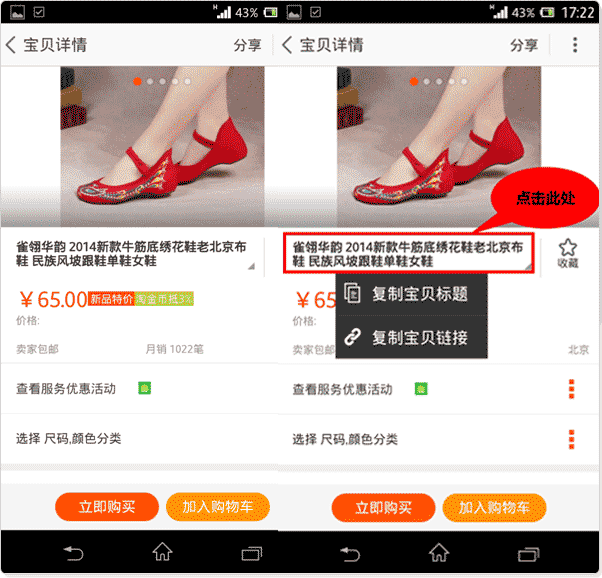 H 43%
宝贝详情 分享
雀翎华韵 2014新款牛筋底绣花鞋老北京布
鞋 民族风坡跟鞋单鞋女鞋
¥65.00 新品特价 淘金币抵3%
价格:
卖家包邮 月销 1022笔
查看服务优惠活动
选择 尺码,颜色分类
立即购买 加入购物车
H 43% 17:22
宝贝详情 分享
点击此处
雀翎华韵 2014新款牛筋底绣花鞋老北京布
鞋 民族风坡跟鞋单鞋女鞋
收藏
复制宝贝标题
复制宝贝链接
¥65
价格:
卖家包邮 北京
查看服务优惠活动
选择 尺码,颜色分类
立即购买 加入购物车